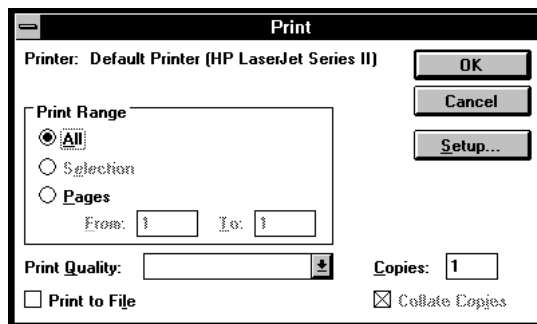 Print
Printer: Default Printer (HP LaserJet Series II)
OK
Cancel
Setup...
Print Range
All
Selection
Pages
From: 1 To: 1
Print Quality:
Copies: 1
Print to File
Collate Copies